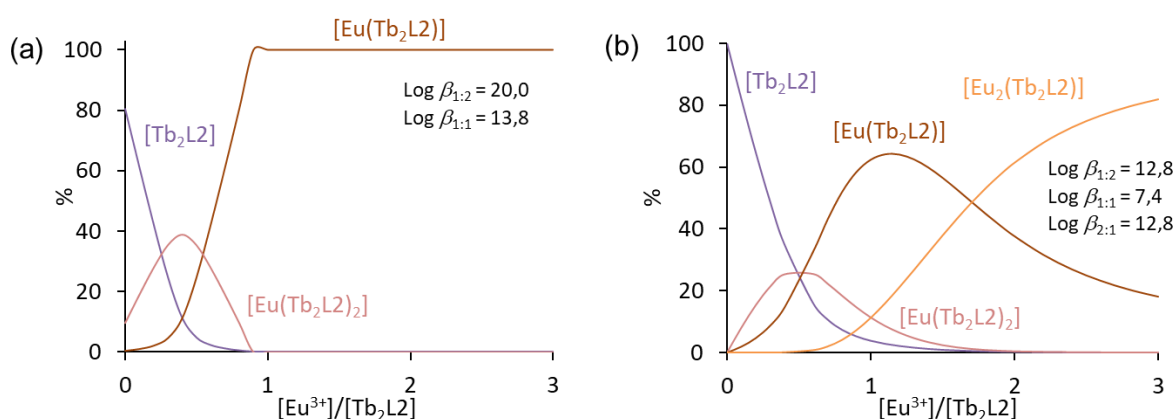 (a)
[Eu(Tb₂L2)]
100
[Tb₂L2]
Log β₁:₂ = 20,0
Log β₁:₁ = 13,8
80
60
%
40
[Eu(Tb₂L2)₂]
20
0
0 1 2 3
[Eu³⁺]/[Tb₂L2]
(b)
100
[Tb₂L2]
[Eu₂(Tb₂L2)]
80
[Eu(Tb₂L2)]
60
%
Log β₁:₂ = 12,8
Log β₁:₁ = 7,4
Log β₂:₁ = 12,8
40
20
[Eu(Tb₂L2)₂]
0
0 1 2 3
[Eu³⁺]/[Tb₂L2]